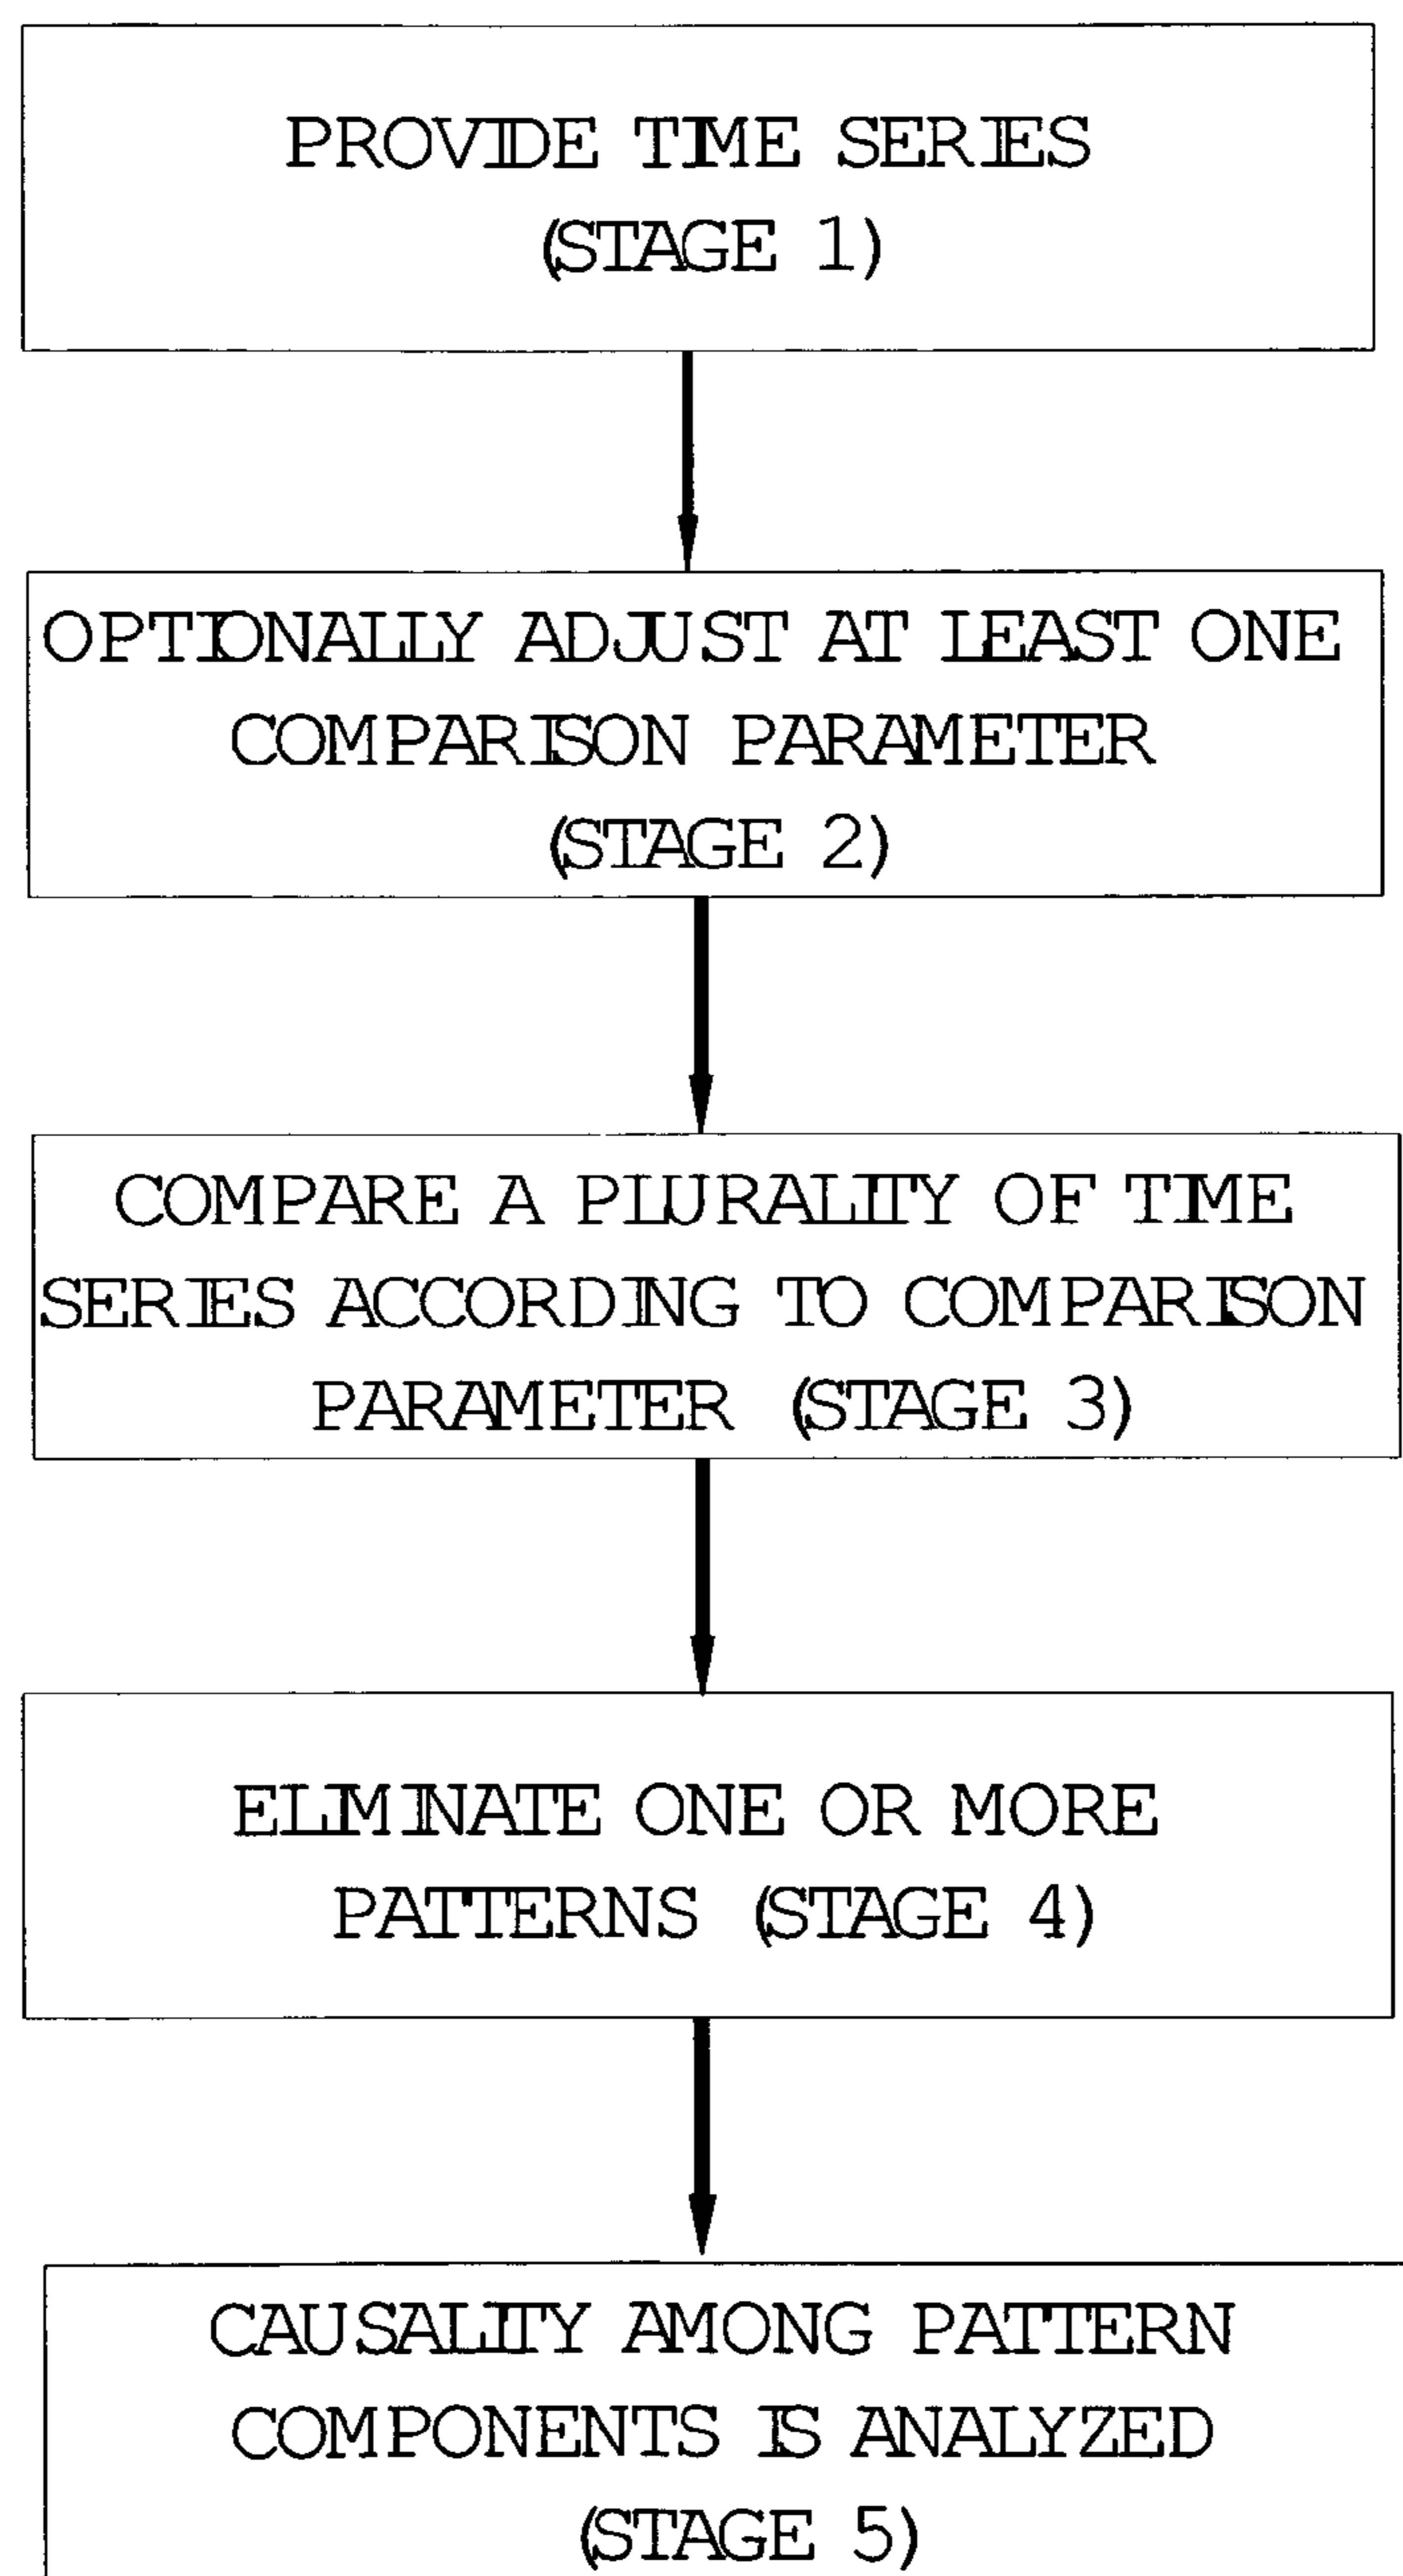 PROVIDE TIME SERIES
(STAGE 1)
OPTIONALLY ADJUST AT LEAST ONE
COMPARISON PARAMETER
(STAGE 2)
COMPARE A PLURALITY OF TIME
SERIES ACCORDING TO COMPARISON
PARAMETER (STAGE 3)
ELIMINATE ONE OR MORE
PATTERNS (STAGE 4)
CAUSALITY AMONG PATTERN
COMPONENTS IS ANALYZED
(STAGE 5)